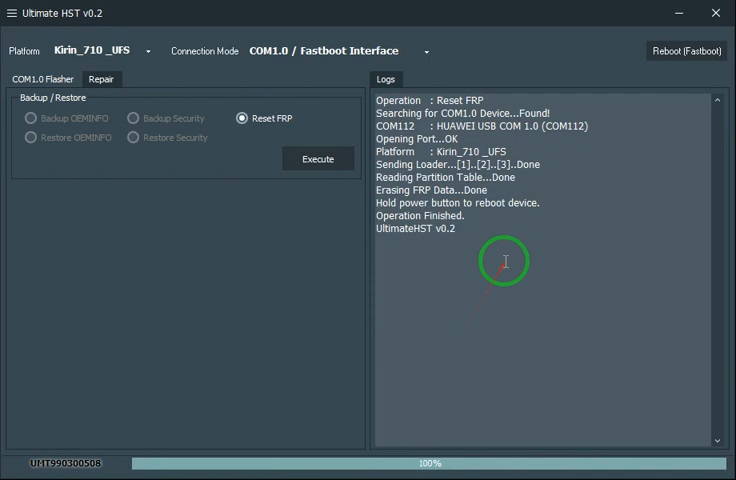 Ultimate HST v0.2
Platform Kirin_710 _UFS Connection Mode COM1.0 / Fastboot Interface Reboot (Fastboot)
COM1.0 Flasher Repair
Backup / Restore
Backup OEMINFO Backup Security Reset FRP
Restore OEMINFO Restore Security
Execute
Logs
Operation : Reset FRP
Searching for COM1.0 Device...Found!
COM112 : HUAWEI USB COM 1.0 (COM112)
Opening Port...OK
Platform : Kirin_710 _UFS
Sending Loader...[1]..[2]..[3]..Done
Reading Partition Table...Done
Erasing FRP Data...Done
Hold power button to reboot device.
Operation Finished.
UltimateHST v0.2
UMT990300508 100%